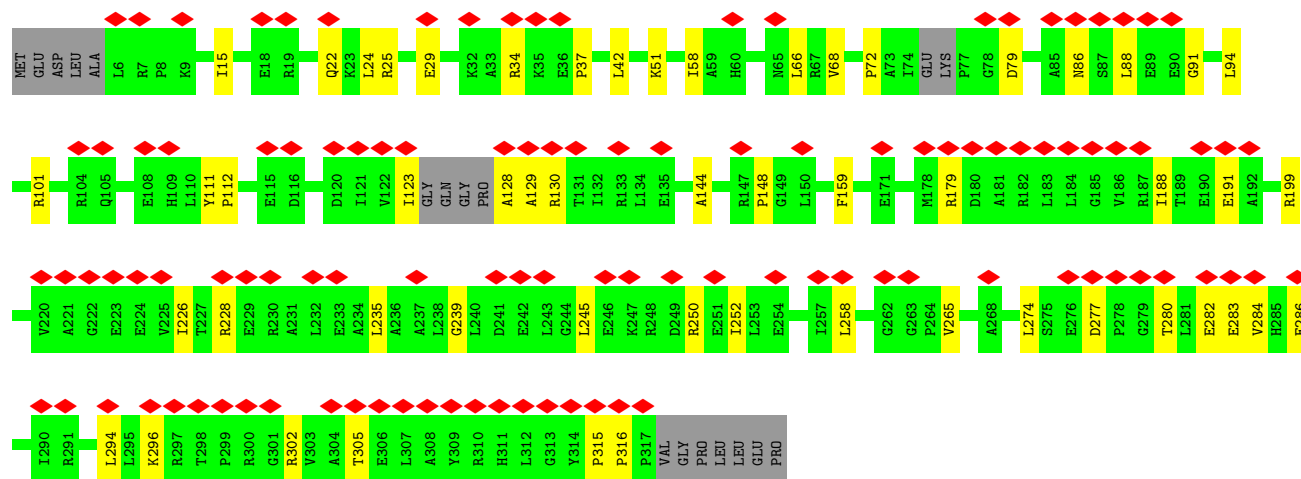 MET GLU ASP LEU ALA L6 R7 P8 K9 I15 E18 R19 Q22 K23 L24 R25 E29 K32 A33 R34 K35 E36 P37 L42 K51 I58 A59 H60 N65 L66 R67 V68 P72 A73 I74 GLU LYS P77 G78 D79 A85 N86 S87 L88 E89 E90 G91 L94
R101 R104 Q105 E108 H109 L110 Y111 P112 E115 D116 D120 I121 V122 I123 GLY GLN GLY PRO A128 A129 R130 T131 I132 R133 L134 E135 A144 R147 P148 G149 L150 F159 E171 M178 R179 D180 A181 R182 L183 L184 G185 V186 R187 I188 T189 E190 E191 A192 R199
V220 A221 G222 E223 E224 V225 I226 T227 R228 E229 R230 A231 L232 E233 A234 L235 A236 A237 L238 G239 L240 D241 E242 L243 G244 L245 E246 K247 R248 D249 R250 E251 I252 L253 E254 I257 L258 G262 G263 P264 V265 A268 L274 S275 E276 D277 P278 G279 T280 L281 E282 E283 V284 H285
I290 R291 L294 L295 K296 R297 T298 P299 R300 G301 R302 V303 A304 T305 E306 L307 A308 Y309 R310 H311 L312 G313 Y314 P315 P316 P317 VAL GLY PRO LEU LEU GLU PRO